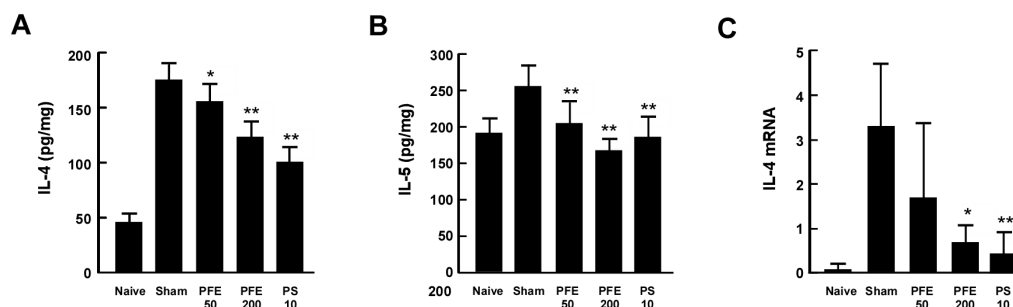 A
B
C
IL-4 (pg/mg)
200
150
100
50
0
*
**
**
Naive Sham PFE PFE PS
50 200 10
IL-5 (pg/mg)
300
250
200
150
100
50
0
**
**
**
200 Naive Sham PFE PFE PS
50 200 10
IL-4 mRNA
5
4
3
2
1
0
*
**
Naive Sham PFE PFE PS
50 200 10